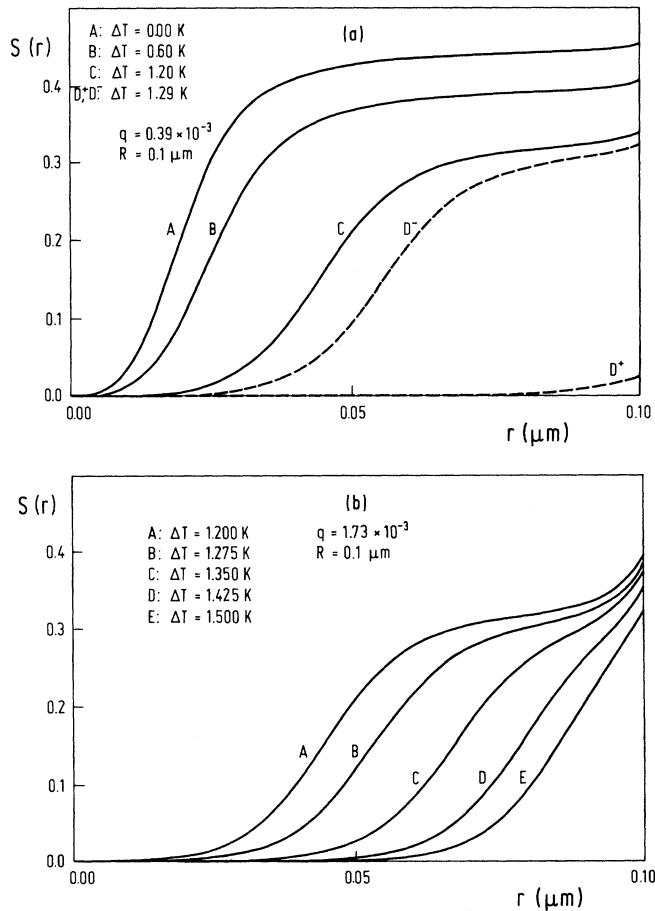 S (r)
(a)
A: ΔT = 0.00 K
B: ΔT = 0.60 K
C: ΔT = 1.20 K
D⁺,D⁻: ΔT = 1.29 K
q = 0.39 × 10⁻³
R = 0.1 μm
0.4
0.3
0.2
0.1
0.0
A
B
C
D⁻
D⁺
0.00
0.05
0.10
r (μm)
S (r)
(b)
A: ΔT = 1.200 K
B: ΔT = 1.275 K
C: ΔT = 1.350 K
D: ΔT = 1.425 K
E: ΔT = 1.500 K
q = 1.73 × 10⁻³
R = 0.1 μm
0.4
0.3
0.2
0.1
0.0
A
B
C
D
E
0.00
0.05
0.10
r (μm)